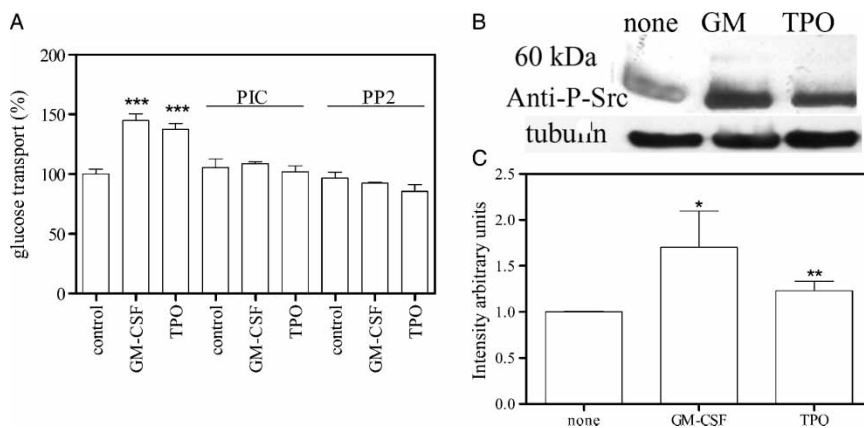 A
glucose transport (%)
200
150
100
50
0
*** ***
PIC
PP2
control
GM-CSF
TPO
control
GM-CSF
TPO
control
GM-CSF
TPO
B
none GM TPO
60 kDa
Anti-P-Src
tubulin
C
Intensity arbitrary units
2.5
2.0
1.5
1.0
0.5
0.0
*
**
none GM-CSF TPO